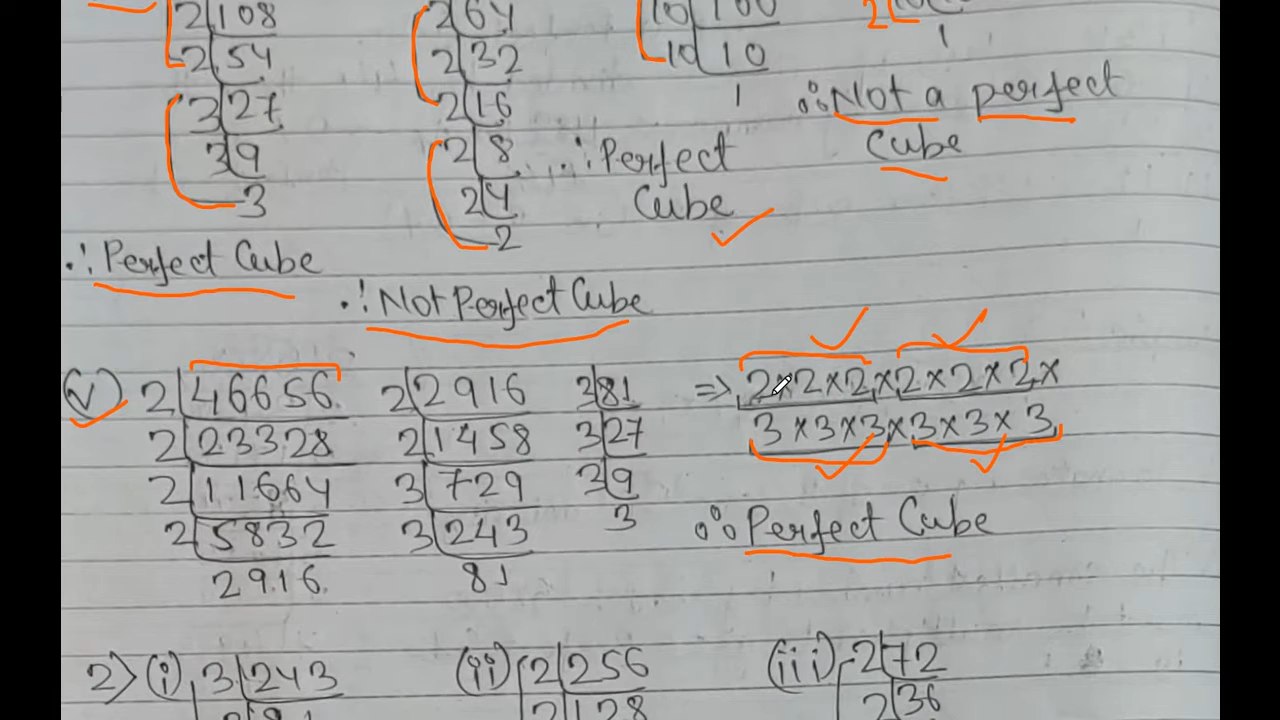 2|108
2|54
3|27
3|9
3
∴ Perfect Cube
2|64
2|32
2|16
2|8
2|4
2
∴ Not Perfect Cube
10|100
10|10
1
∴ Perfect
Cube
1
∴ Not a perfect
Cube
(V) 2|46656
2|23328
2|11664
2|5832
2916
2|2916
2|1458
3|729
3|243
81
3|81
3|27
3|9
3
=> 2×2×2×2×2×2×
3×3×3×3×3×3
∴ Perfect Cube
2> (i) 3|243
(ii) 2|256
2|128
(iii) 2|72
2|36